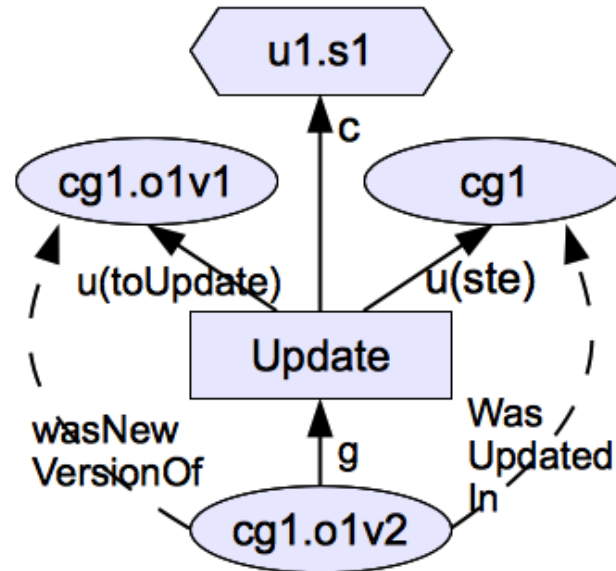 u1.s1
c
cg1.o1v1
cg1
u(toUpdate)
u(ste)
Update
wasNew
VersionOf
g
Was
Updated
In
cg1.o1v2